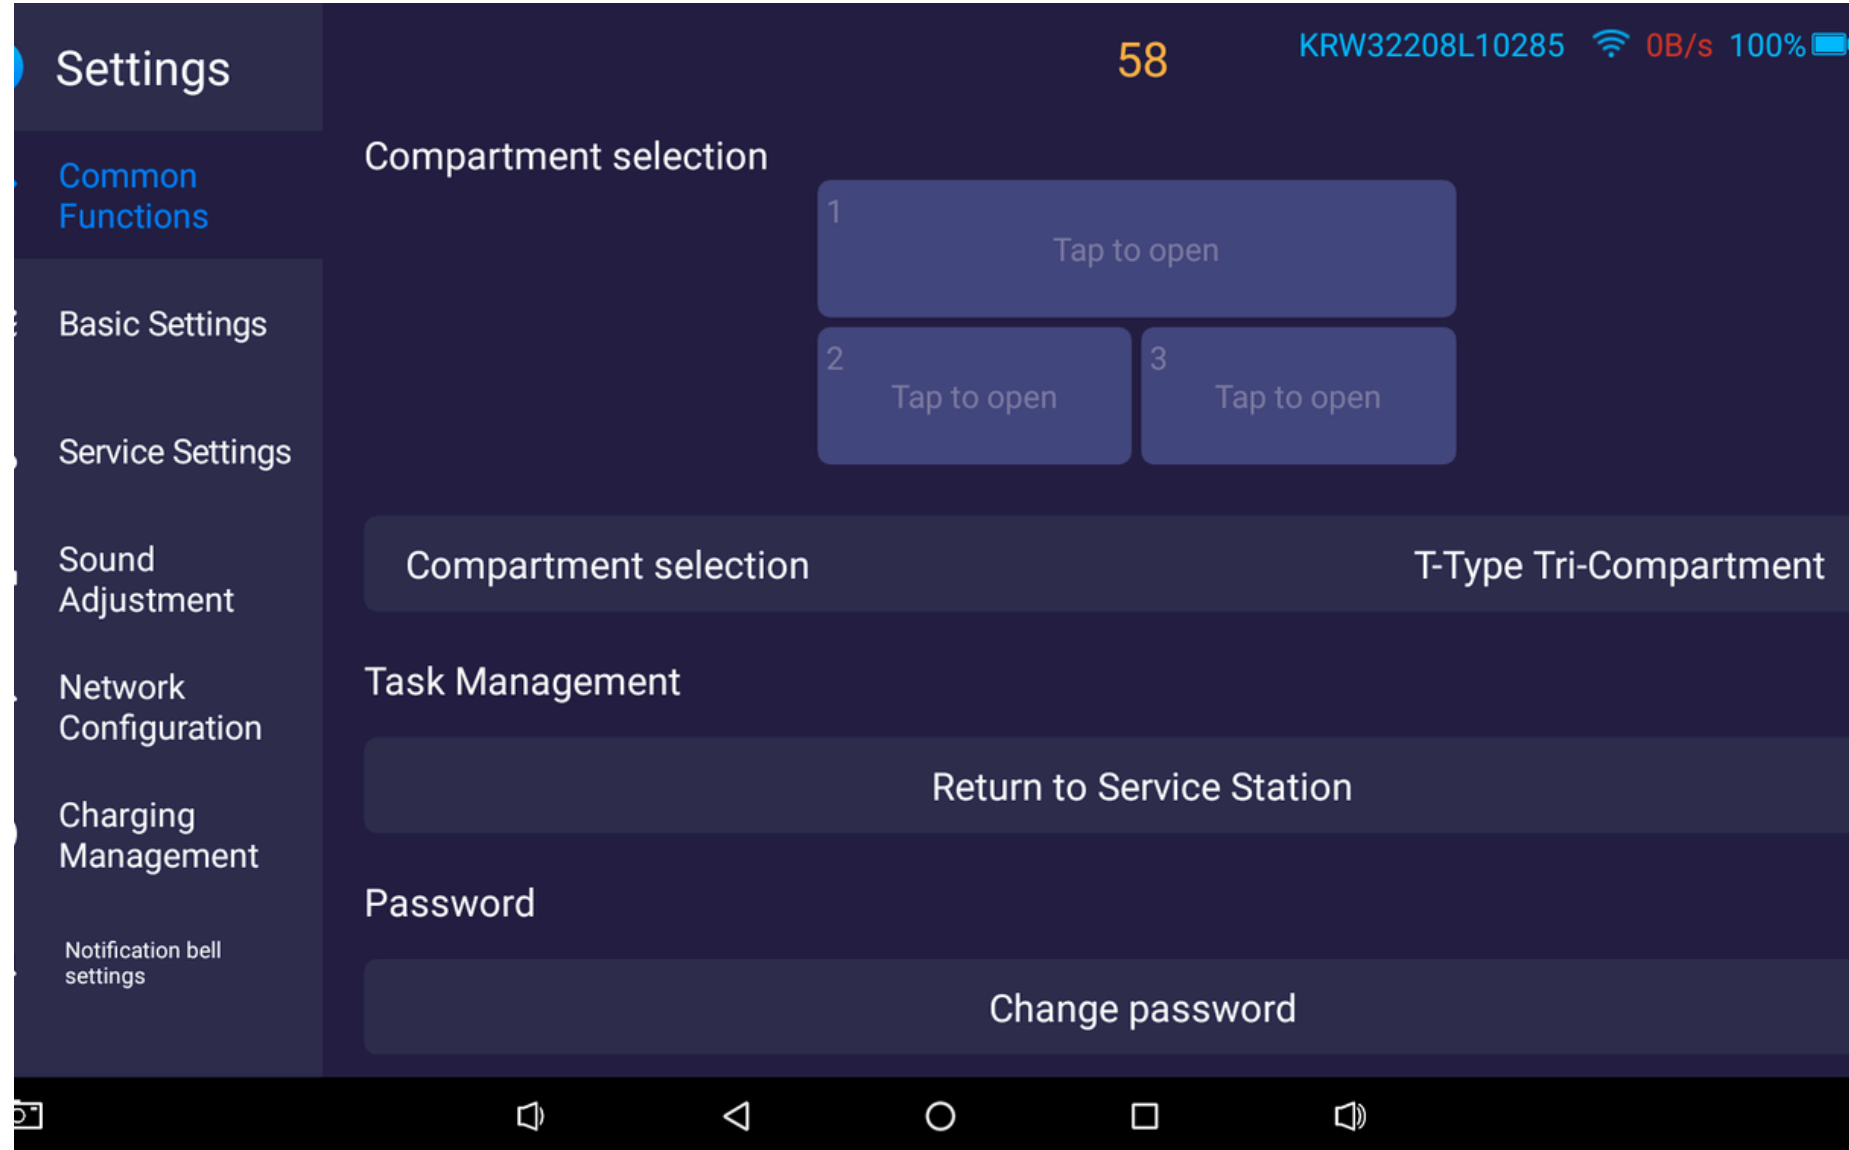 Settings
58
KRW32208L10285
0B/s
100%
Common
Functions
Basic Settings
Service Settings
Sound
Adjustment
Network
Configuration
Charging
Management
Notification bell
settings
Compartment selection
1
Tap to open
2
Tap to open
3
Tap to open
Compartment selection
T-Type Tri-Compartment
Task Management
Return to Service Station
Password
Change password